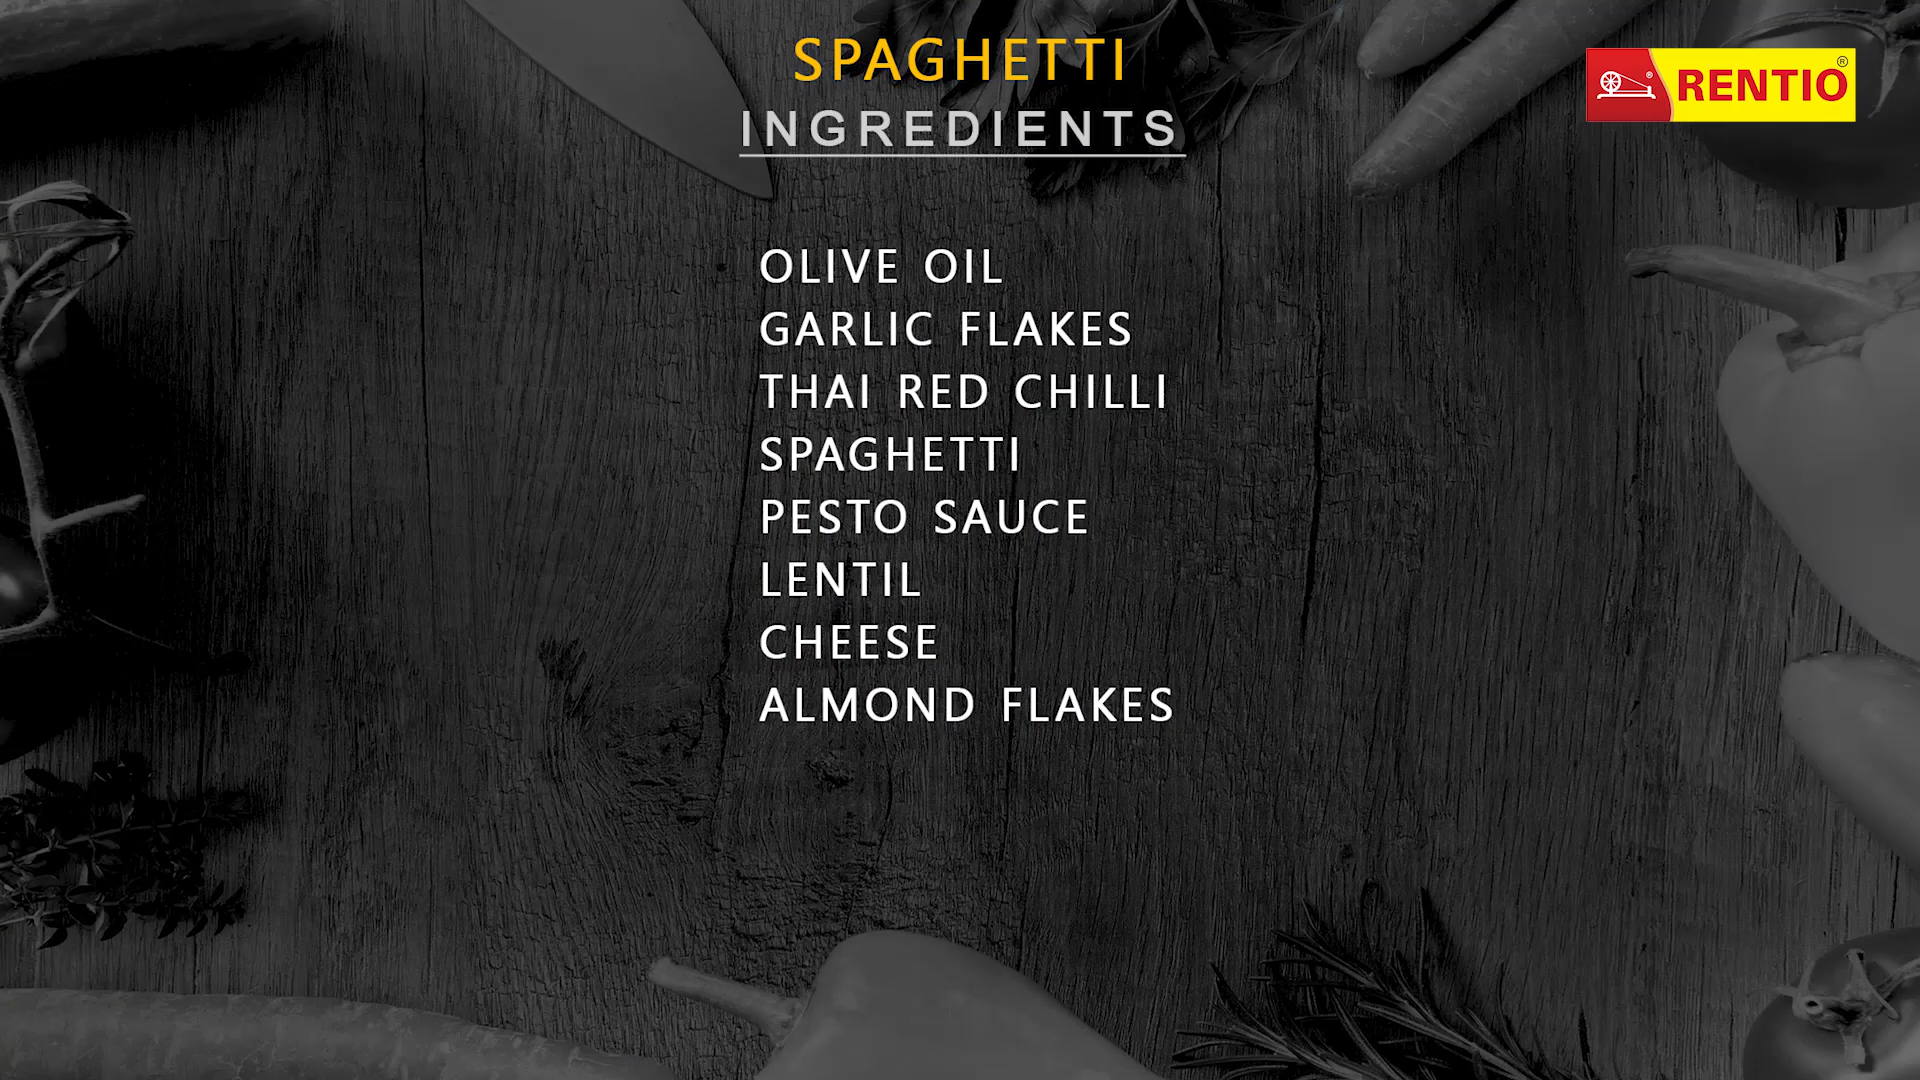 SPAGHETTI
INGREDIENTS
RENTIO®
OLIVE OIL
GARLIC FLAKES
THAI RED CHILLI
SPAGHETTI
PESTO SAUCE
LENTIL
CHEESE
ALMOND FLAKES